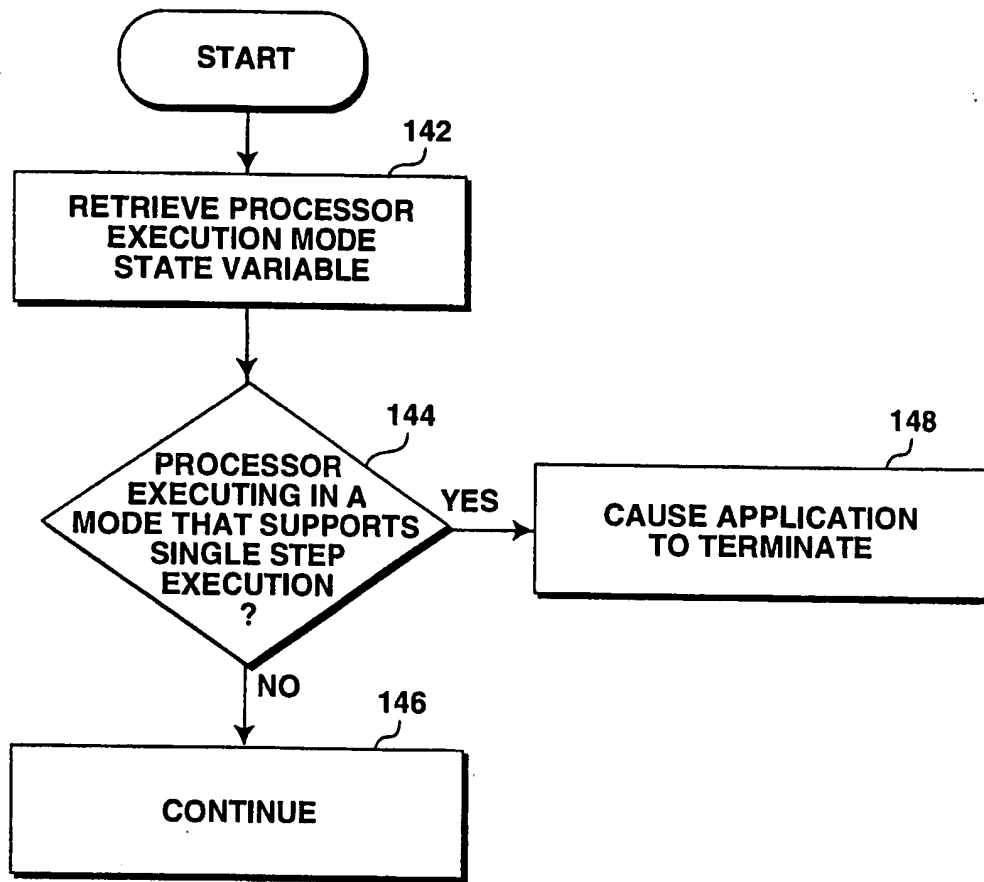 START
142
RETRIEVE PROCESSOR
EXECUTION MODE
STATE VARIABLE
144
PROCESSOR
EXECUTING IN A
MODE THAT SUPPORTS
SINGLE STEP
EXECUTION
?
YES
148
CAUSE APPLICATION
TO TERMINATE
NO
146
CONTINUE